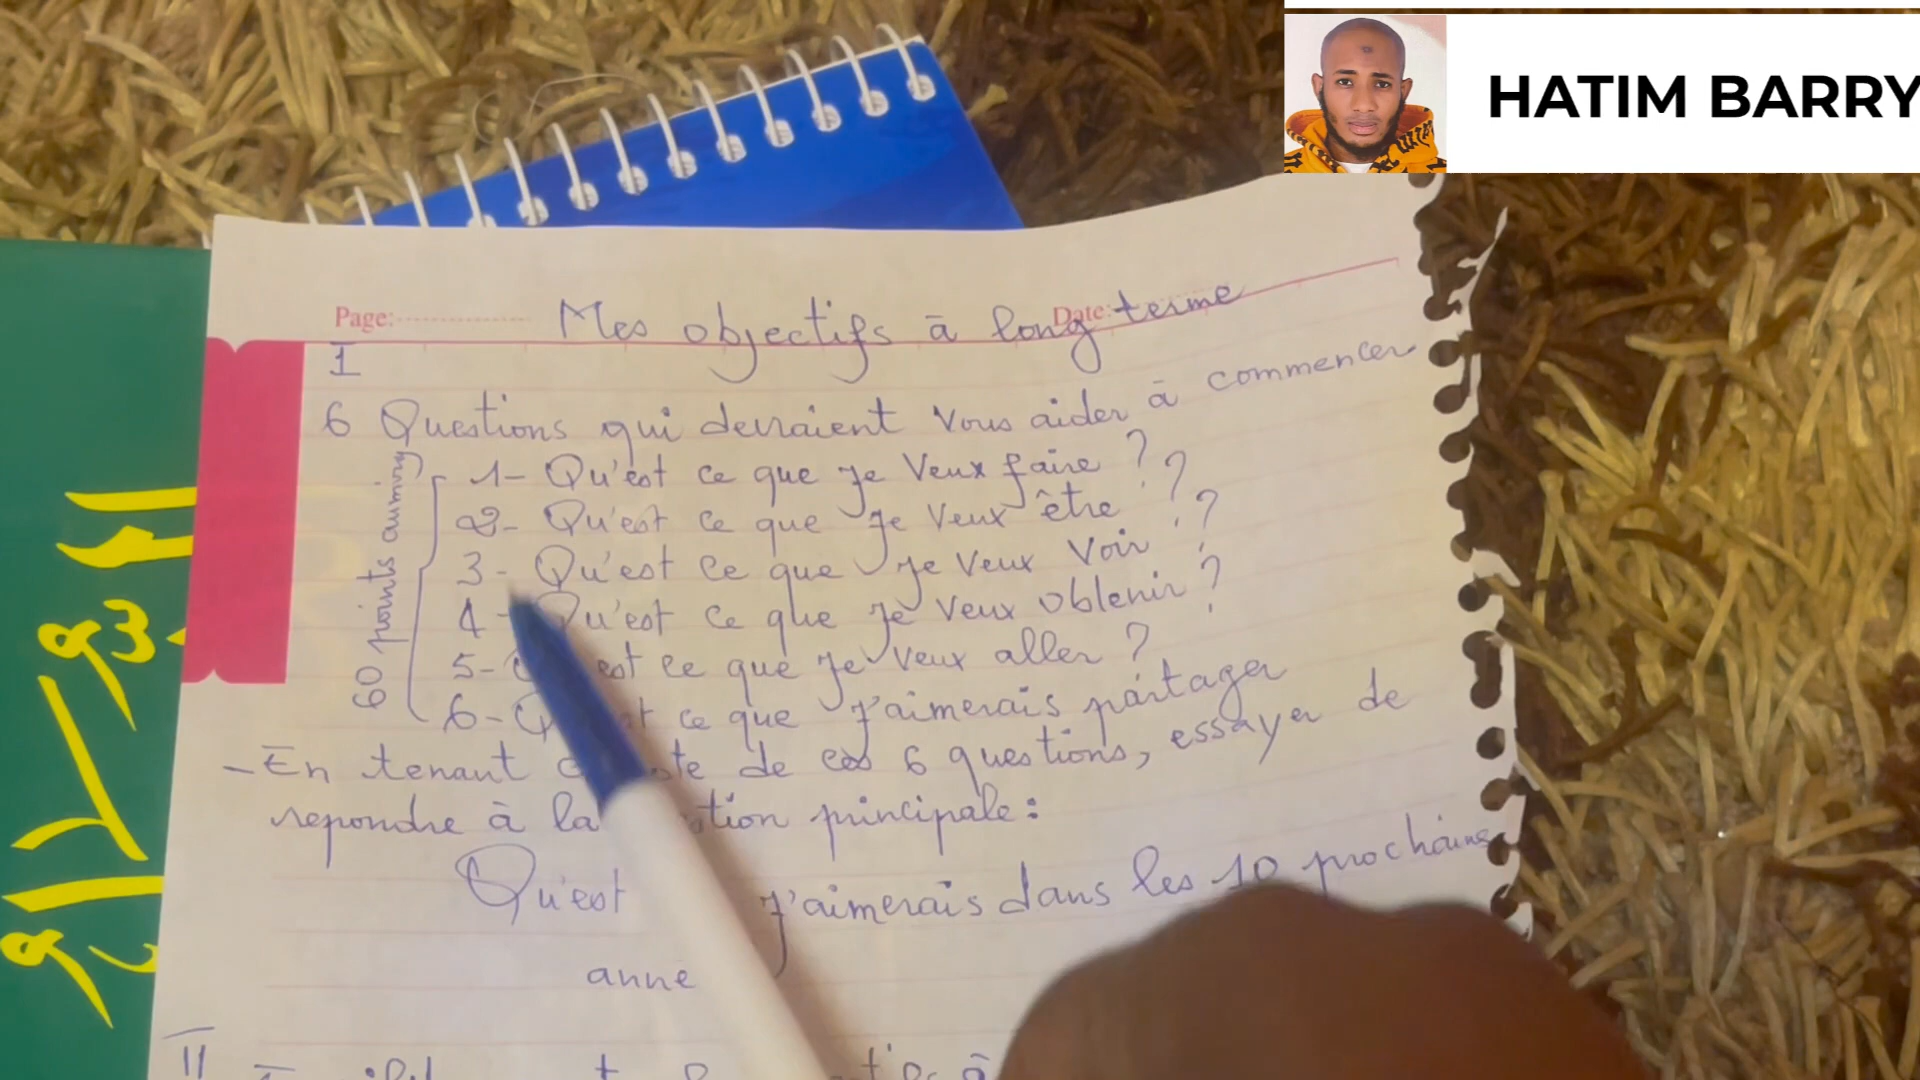 HATIM BARRY
Page: Date:
Mes objectifs à long terme
I
6 Questions qui devraient vous aider à commencer
60 points
1- Qu'est ce que je veux faire ?
2- Qu'est ce que je veux être ?
3- Qu'est ce que je veux voir ?
4- Qu'est ce que je veux obtenir ?
5- est ce que je veux aller ?
6- ce que j'aimerais pártager
- En tenant de ces 6 questions, essayer de
repondre à la principale :
Qu'est j'aimerais dans les 10 prochains
anne
II